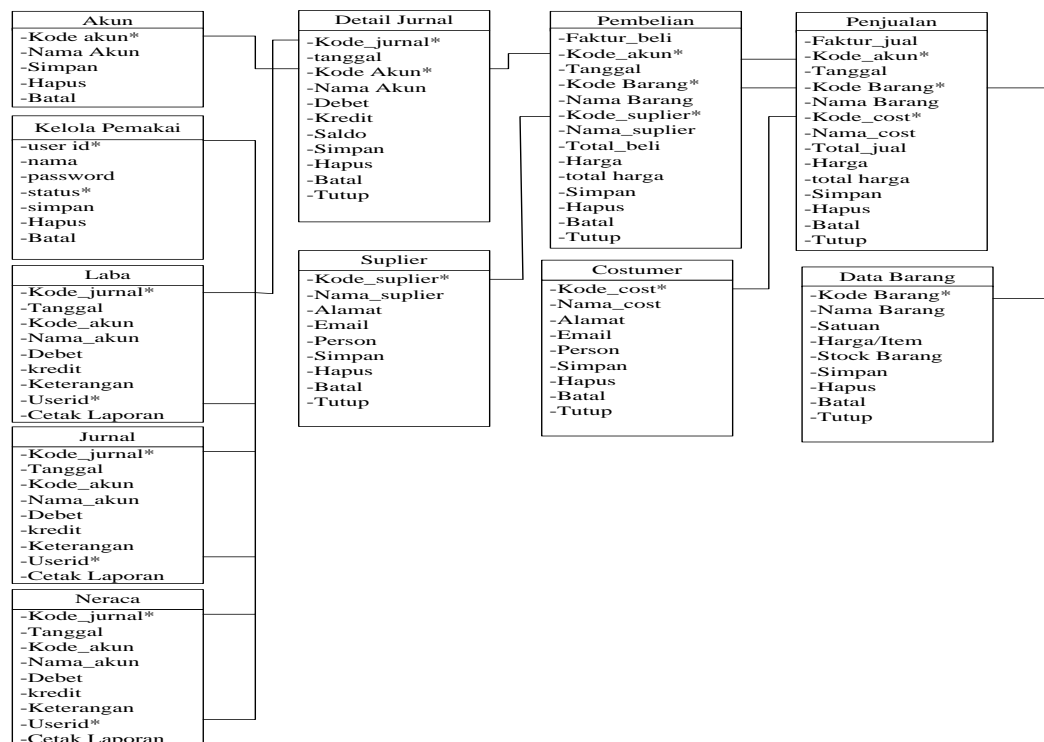 Akun
-Kode akun*
-Nama Akun
-Simpan
-Hapus
-Batal
Kelola Pemakai
-user id*
-nama
-password
-status*
-simpan
-Hapus
-Batal
Laba
-Kode_jurnal*
-Tanggal
-Kode_akun
-Nama_akun
-Debet
-kredit
-Keterangan
-Userid*
-Cetak Laporan
Jurnal
-Kode_jurnal*
-Tanggal
-Kode_akun
-Nama_akun
-Debet
-kredit
-Keterangan
-Userid*
-Cetak Laporan
Neraca
-Kode_jurnal*
-Tanggal
-Kode_akun
-Nama_akun
-Debet
-kredit
-Keterangan
-Userid*
-Cetak Laporan
Detail Jurnal
-Kode_jurnal*
-tanggal
-Kode Akun*
-Nama Akun
-Debet
-Kredit
-Saldo
-Simpan
-Hapus
-Batal
-Tutup
Suplier
-Kode_suplier*
-Nama_suplier
-Alamat
-Email
-Person
-Simpan
-Hapus
-Batal
-Tutup
Pembelian
-Faktur_beli
-Kode_akun*
-Tanggal
-Kode Barang*
-Nama Barang
-Kode_suplier*
-Nama_suplier
-Total_beli
-Harga
-total harga
-Simpan
-Hapus
-Batal
-Tutup
Costumer
-Kode_cost*
-Nama_cost
-Alamat
-Email
-Person
-Simpan
-Hapus
-Batal
-Tutup
Penjualan
-Faktur_jual
-Kode_akun*
-Tanggal
-Kode Barang*
-Nama Barang
-Kode_cost*
-Nama_cost
-Total_jual
-Harga
-total harga
-Simpan
-Hapus
-Batal
-Tutup
Data Barang
-Kode Barang*
-Nama Barang
-Satuan
-Harga/Item
-Stock Barang
-Simpan
-Hapus
-Batal
-Tutup